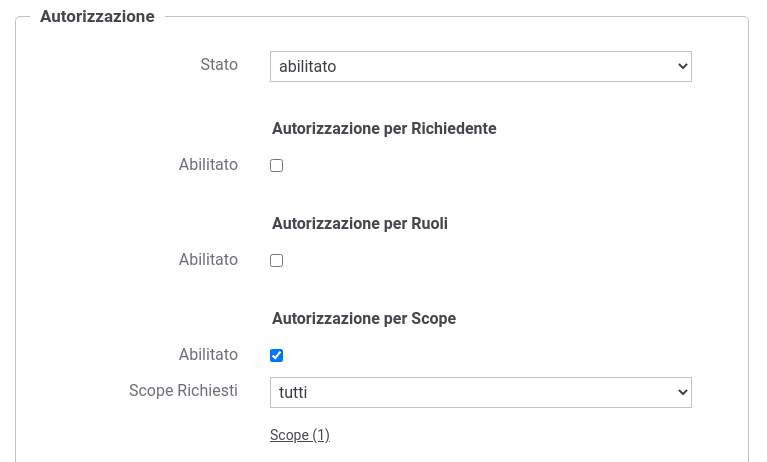 Autorizzazione
Stato
abilitato
Autorizzazione per Richiedente
Abilitato
Autorizzazione per Ruoli
Abilitato
Autorizzazione per Scope
Abilitato
Scope Richiesti
tutti
Scope (1)